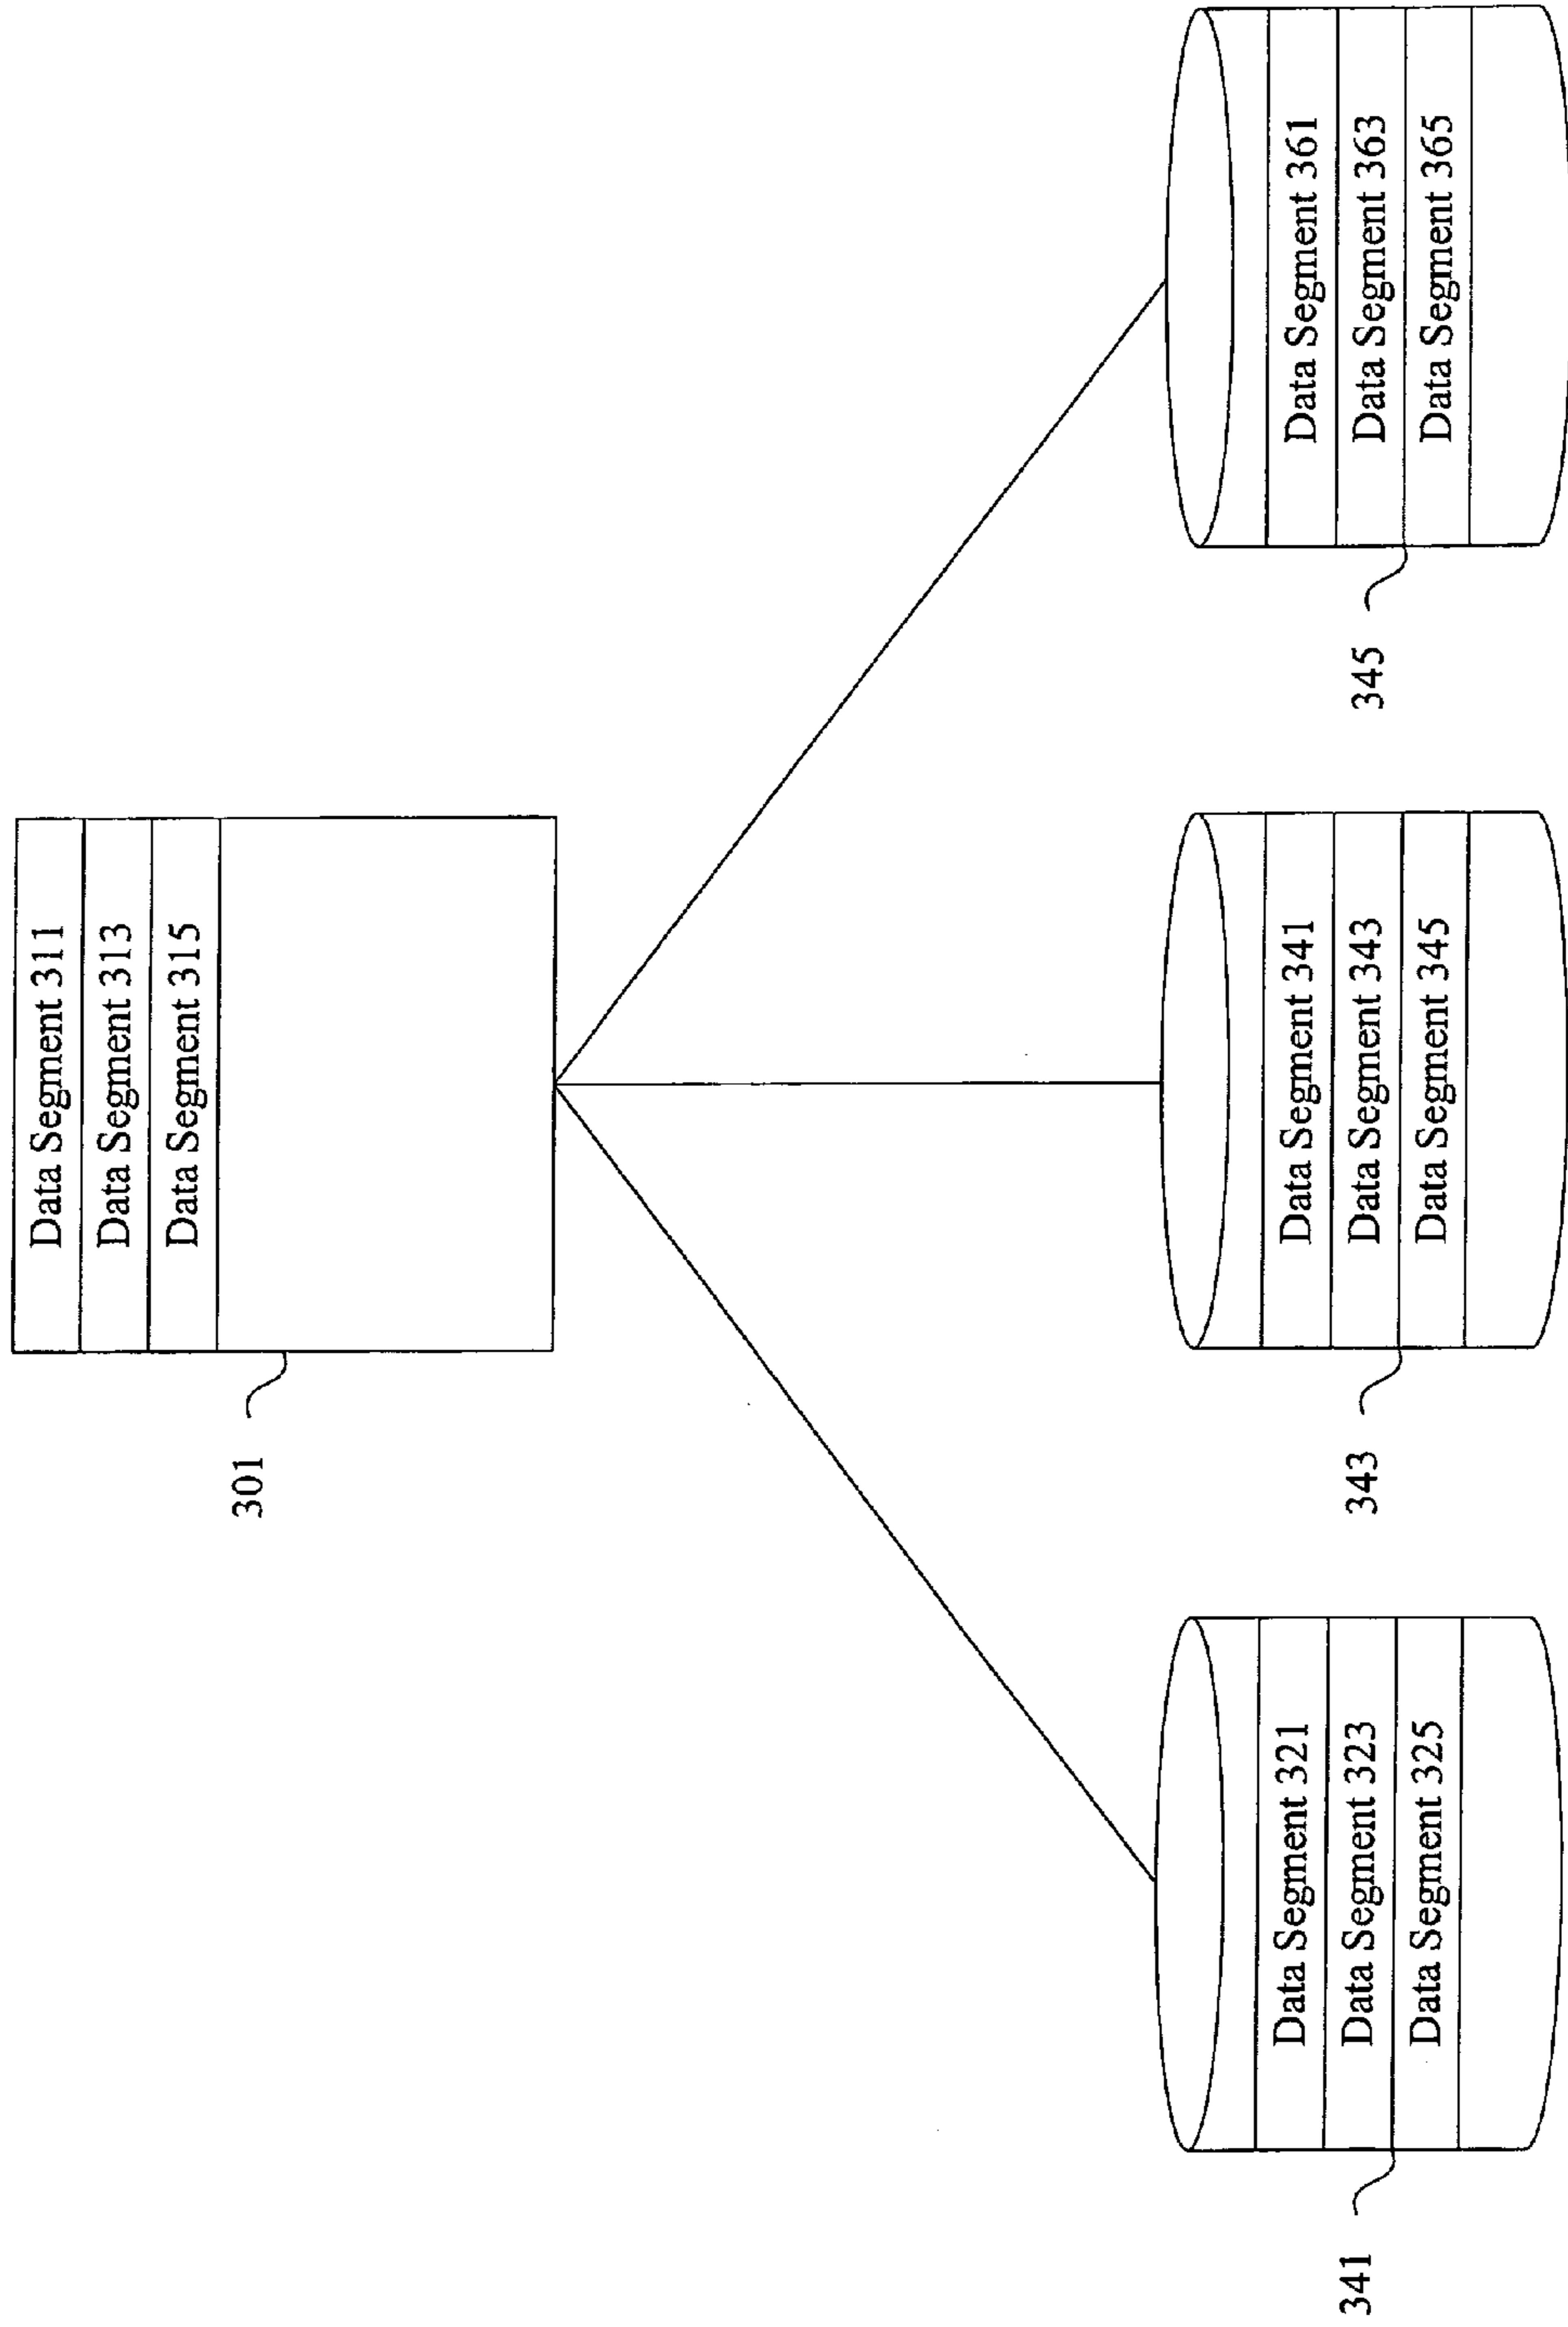 Data Segment 311
Data Segment 313
Data Segment 315
301
Data Segment 321
Data Segment 323
Data Segment 325
341
Data Segment 341
Data Segment 343
Data Segment 345
343
Data Segment 361
Data Segment 363
Data Segment 365
345